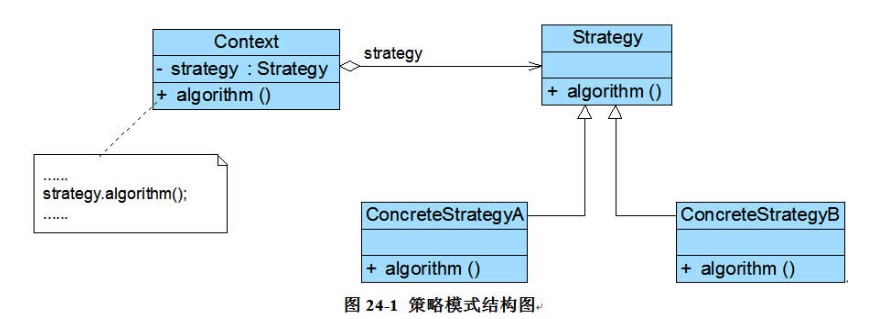 Context
- strategy : Strategy
+ algorithm ()
strategy
Strategy
+ algorithm ()
......
strategy.algorithm();
......
ConcreteStrategyA
+ algorithm ()
ConcreteStrategyB
+ algorithm ()
图 24-1 策略模式结构图